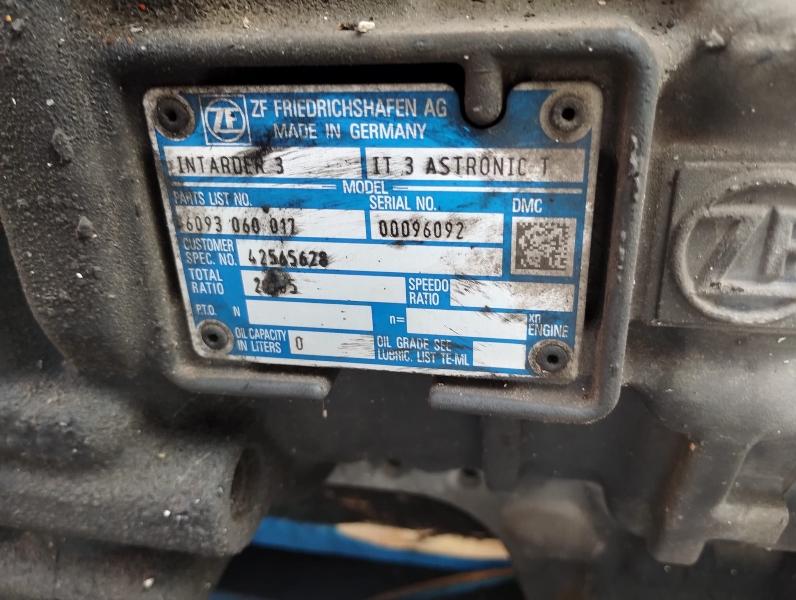 ZF ZF FRIEDRICHSHAFEN AG
MADE IN GERMANY
INTARDER 3 IT 3 ASTRONIC T
MODEL
PARTS LIST NO. SERIAL NO. DMC
6093 060 017 00096092
CUSTOMER SPEC. NO. 42565628
TOTAL RATIO SPEEDO RATIO
P.T.O. N n= xn ENGINE
OIL CAPACITY IN LITERS 0 OIL GRADE SEE LUBRIC. LIST TE-ML
ZF